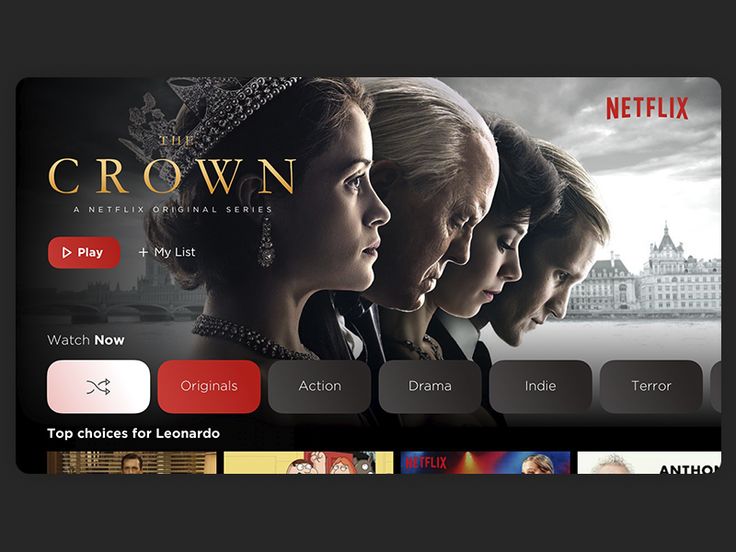 NETFLIX
THE
CROWN
A NETFLIX ORIGINAL SERIES
Play
+ My List
Watch Now
Originals
Action
Drama
Indie
Terror
Top choices for Leonardo
NETFLIX
ANTHON